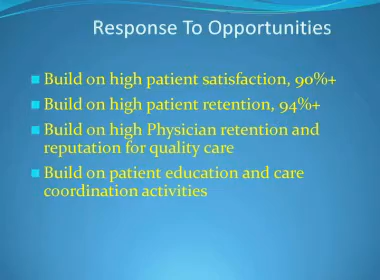 Response To Opportunities
Build on high patient satisfaction, 90%+
Build on high patient retention, 94%+
Build on high Physician retention and
reputation for quality care
Build on patient education and care
coordination activities